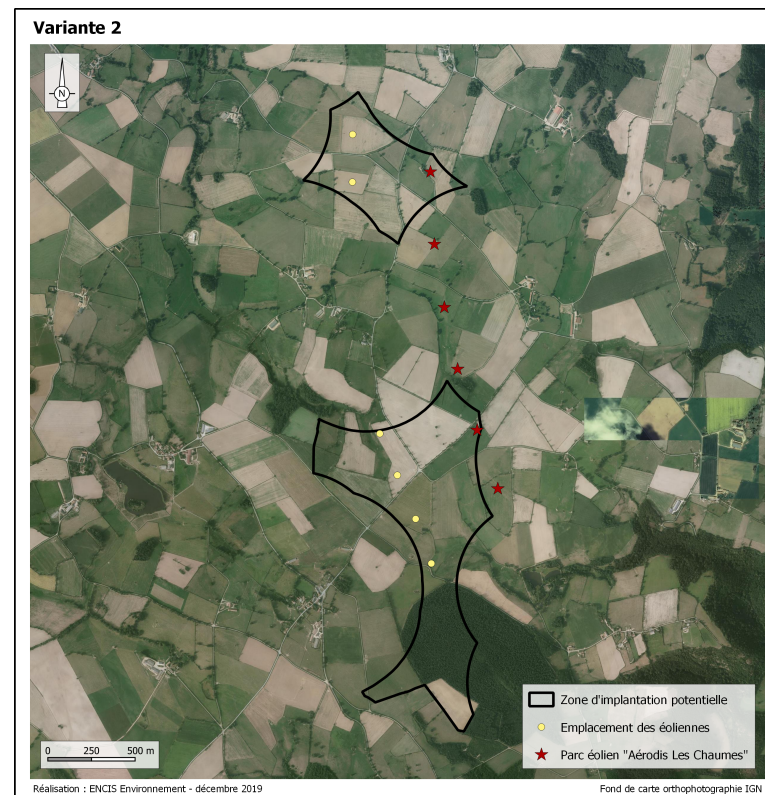 Variante 2
N
Zone d'implantation potentielle
Emplacement des éoliennes
Parc éolien "Aérodis Les Chaumes"
0 250 500 m
Réalisation : ENCIS Environnement - décembre 2019
Fond de carte orthophotographie IGN